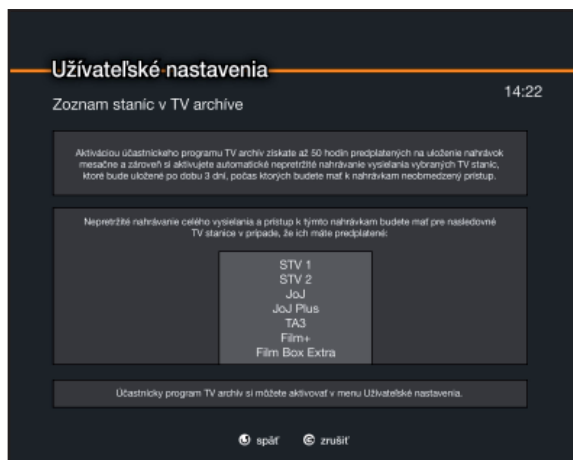 Užívateľské nastavenia
14:22
Zoznam staníc v TV archíve
Aktiváciou účastníckeho programu TV archív získate až 50 hodín predplatených na uloženie nahrávok
mesačne a zároveň si aktivujete automatické nepretržité nahrávanie vysielania vybraných TV staníc,
ktoré bude uložené po dobu 3 dní, počas ktorých budete mať k nahrávkam neobmedzený prístup.
Nepretržité nahrávanie celého vysielania a prístup k týmto nahrávkam budete mať pre nasledovné
TV stanice v prípade, že ich máte predplatené:
STV 1
STV 2
JoJ
JoJ Plus
TA3
Film+
Film Box Extra
Účastnícky program TV archív si môžete aktivovať v menu Užívateľské nastavenia.
späť zrušiť